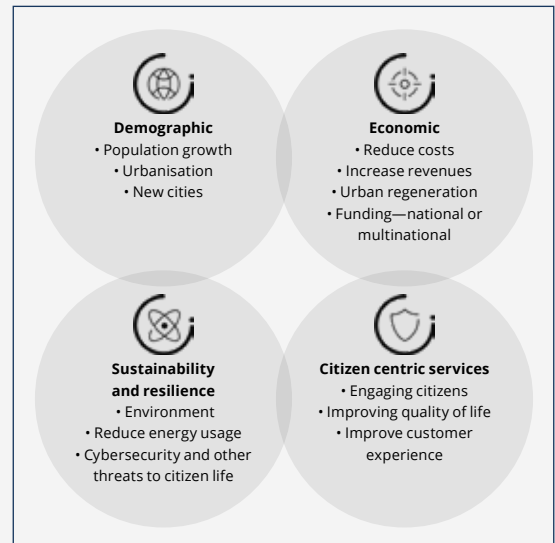 Demographic
• Population growth
• Urbanisation
• New cities
Economic
• Reduce costs
• Increase revenues
• Urban regeneration
• Funding—national or
multinational
Sustainability
and resilience
• Environment
• Reduce energy usage
• Cybersecurity and other
threats to citizen life
Citizen centric services
• Engaging citizens
• Improving quality of life
• Improve customer
experience